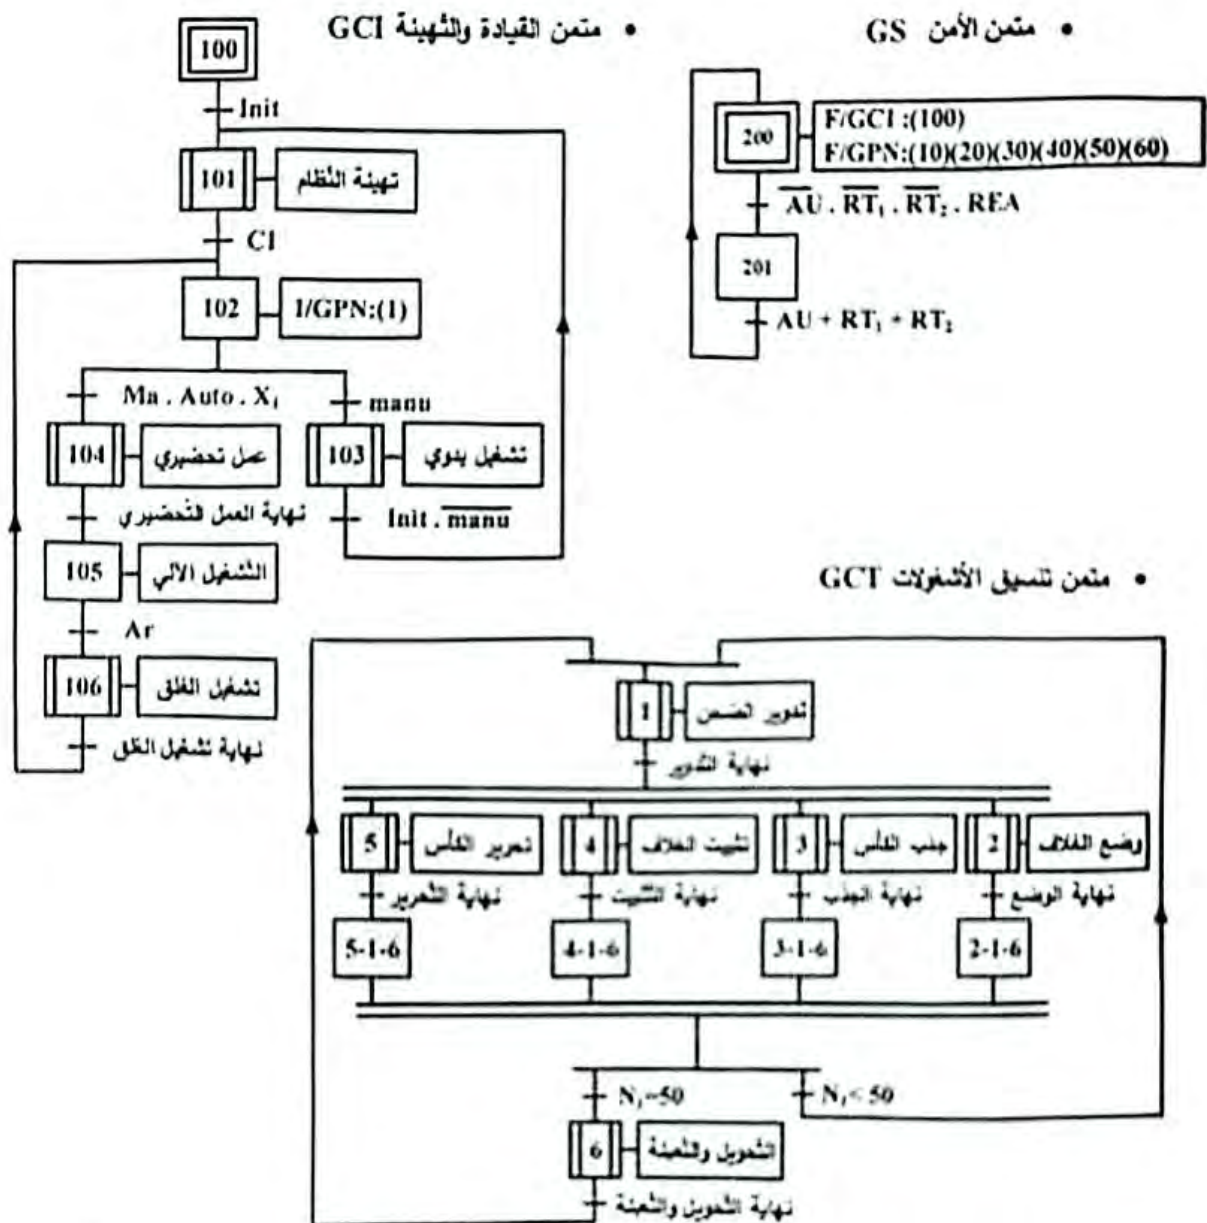 • متمن القيادة والتهيئة GCI
100
Init
101
تهيئة النظام
CI
102
I/GPN:(1)
Ma . Auto . X₁
manu
104
عمل تحضيري
103
تشغيل يدوي
نهاية العمل التحضيري
Init . m̅a̅n̅u̅
105
التشغيل الآلي
Ar
106
تشغيل الغلق
نهاية تشغيل الغلق
• متمن الأمن GS
200
F/GCI :(100)
F/GPN:(10)(20)(30)(40)(50)(60)
A̅U̅ . R̅T̅₁ . R̅T̅₂ . REA
201
AU + RT₁ + RT₂
• متمن تنسيق الأشغولات GCT
1
تدوير الصحن
نهاية التدوير
5
تحرير الكأس
4
تثبيت الغلاف
3
جذب الكأس
2
وضع الغلاف
نهاية التحرير
نهاية التثبيت
نهاية الجذب
نهاية الوضع
5-1-6
4-1-6
3-1-6
2-1-6
N₁=50
N₁< 50
6
التحويل والتعبئة
نهاية التحويل والتعبئة